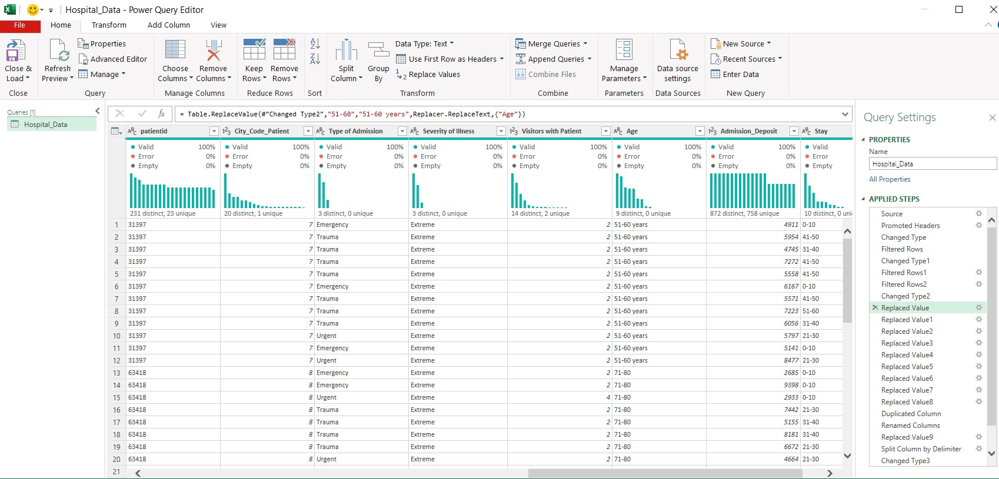 Hospital_Data - Power Query Editor
File Home Transform Add Column View
Close & Load
Close
Refresh Preview
Properties
Advanced Editor
Manage
Query
Choose Columns
Remove Columns
Manage Columns
Keep Rows
Remove Rows
Reduce Rows
Sort
Split Column
Group By
Data Type: Text
Use First Row as Headers
Replace Values
Transform
Merge Queries
Append Queries
Combine Files
Combine
Manage Parameters
Parameters
Data source settings
Data Sources
New Source
Recent Sources
Enter Data
New Query
Queries [1]
Hospital_Data
fx = Table.ReplaceValue(#"Changed Type2","51-60","51-60 years",Replacer.ReplaceText,{"Age"})
patientid City_Code_Patient Type of Admission Severity of Illness Visitors with Patient Age Admission_Deposit Stay
Valid 100% Valid 100% Valid 100% Valid 100% Valid 100% Valid 100% Valid 100% Valid
Error 0% Error 0% Error 0% Error 0% Error 0% Error 0% Error 0% Error
Empty 0% Empty 0% Empty 0% Empty 0% Empty 0% Empty 0% Empty 0% Empty
231 distinct, 23 unique 20 distinct, 1 unique 3 distinct, 0 unique 3 distinct, 0 unique 14 distinct, 2 unique 9 distinct, 0 unique 872 distinct, 758 unique 10 distinct, 0 uni
1 31397 7 Emergency Extreme 2 51-60 years 4911 0-10
2 31397 7 Trauma Extreme 2 51-60 years 5954 41-50
3 31397 7 Trauma Extreme 2 51-60 years 4745 31-40
4 31397 7 Trauma Extreme 2 51-60 years 7272 41-50
5 31397 7 Trauma Extreme 2 51-60 years 5558 41-50
6 31397 7 Emergency Extreme 2 51-60 years 6167 0-10
7 31397 7 Trauma Extreme 2 51-60 years 5571 41-50
8 31397 7 Trauma Extreme 2 51-60 years 7223 51-60
9 31397 7 Trauma Extreme 2 51-60 years 6056 31-40
10 31397 7 Urgent Extreme 2 51-60 years 5797 21-30
11 31397 7 Emergency Extreme 2 51-60 years 5141 0-10
12 31397 7 Urgent Extreme 2 51-60 years 8477 21-30
13 63418 8 Emergency Extreme 2 71-80 2685 0-10
14 63418 8 Emergency Extreme 2 71-80 9398 0-10
15 63418 8 Urgent Extreme 4 71-80 2933 0-10
16 63418 8 Trauma Extreme 2 71-80 7442 21-30
17 63418 8 Trauma Extreme 2 71-80 5155 31-40
18 63418 8 Trauma Extreme 2 71-80 8181 31-40
19 63418 8 Trauma Extreme 2 71-80 6672 21-30
20 63418 8 Urgent Extreme 2 71-80 4664 21-30
21
Query Settings
PROPERTIES
Name
Hospital_Data
All Properties
APPLIED STEPS
Source
Promoted Headers
Changed Type
Filtered Rows
Changed Type1
Filtered Rows1
Filtered Rows2
Changed Type2
Replaced Value
Replaced Value1
Replaced Value2
Replaced Value3
Replaced Value4
Replaced Value5
Replaced Value6
Replaced Value7
Replaced Value8
Duplicated Column
Renamed Columns
Replaced Value9
Split Column by Delimiter
Changed Type3